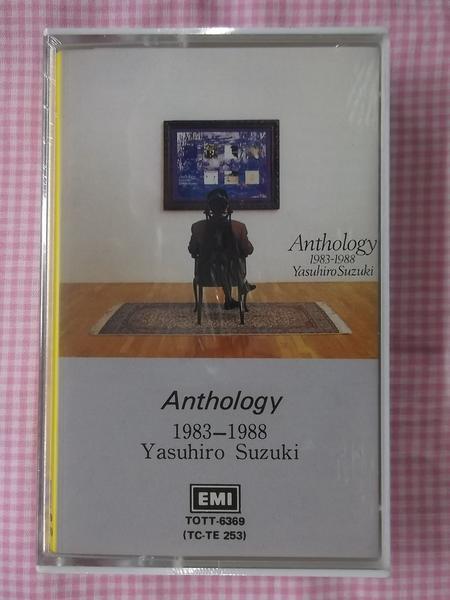 Anthology
1983-1988
Yasuhiro Suzuki
Anthology
1983-1988
Yasuhiro Suzuki
EMI
TOTT-6369
(TC-TE 253)